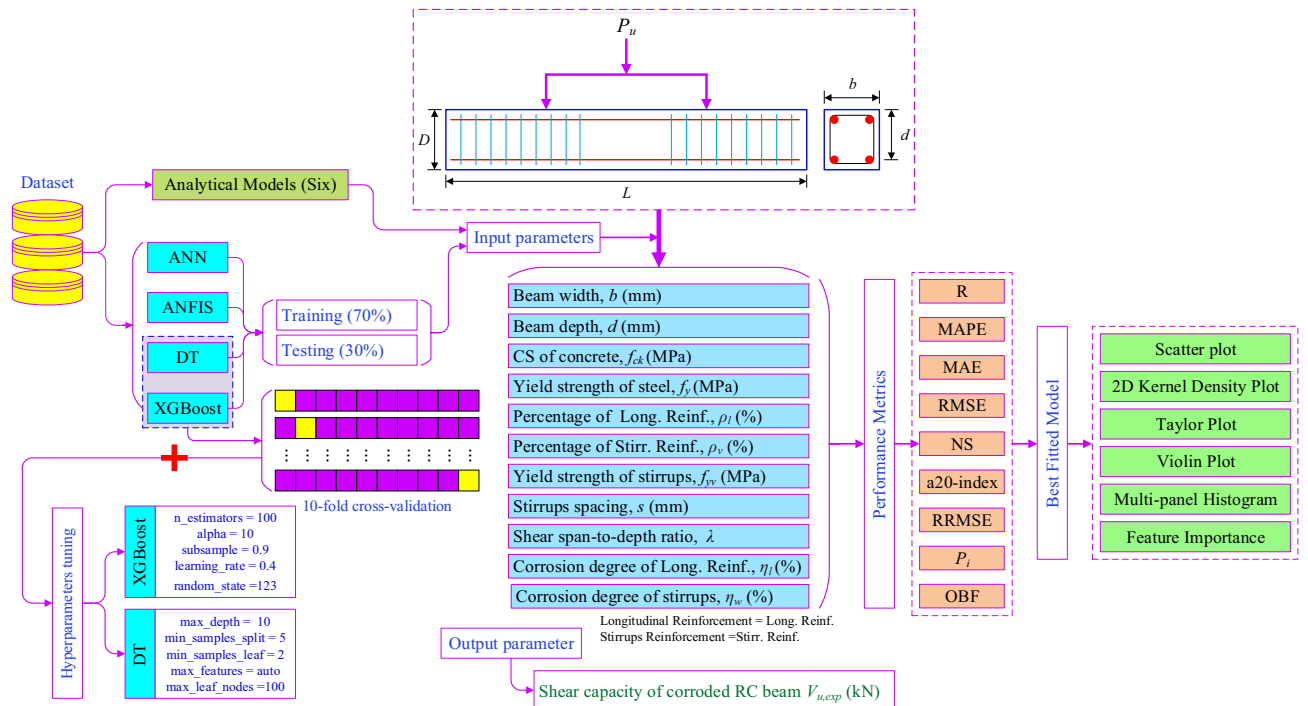 P_u
b
D
d
L
Dataset
Analytical Models (Six)
Input parameters
ANN
ANFIS
DT
XGBoost
Training (70%)
Testing (30%)
10-fold cross-validation
Hyperparameters tuning
XGBoost
n_estimators = 100
alpha = 10
subsample = 0.9
learning_rate = 0.4
random_state =123
DT
max_depth = 10
min_samples_split = 5
min_samples_leaf = 2
max_features = auto
max_leaf_nodes =100
Beam width, b (mm)
Beam depth, d (mm)
CS of concrete, f_ck (MPa)
Yield strength of steel, f_y (MPa)
Percentage of Long. Reinf., ρ_l (%)
Percentage of Stirr. Reinf., ρ_v (%)
Yield strength of stirrups, f_yv (MPa)
Stirrups spacing, s (mm)
Shear span-to-depth ratio, λ
Corrosion degree of Long. Reinf., η_l (%)
Corrosion degree of stirrups, η_w (%)
Longitudinal Reinforcement = Long. Reinf.
Stirrups Reinforcement =Stirr. Reinf.
Output parameter
Shear capacity of corroded RC beam V_u,exp (kN)
Performance Metrics
R
MAPE
MAE
RMSE
NS
a20-index
RRMSE
P_i
OBF
Best Fitted Model
Scatter plot
2D Kernel Density Plot
Taylor Plot
Violin Plot
Multi-panel Histogram
Feature Importance